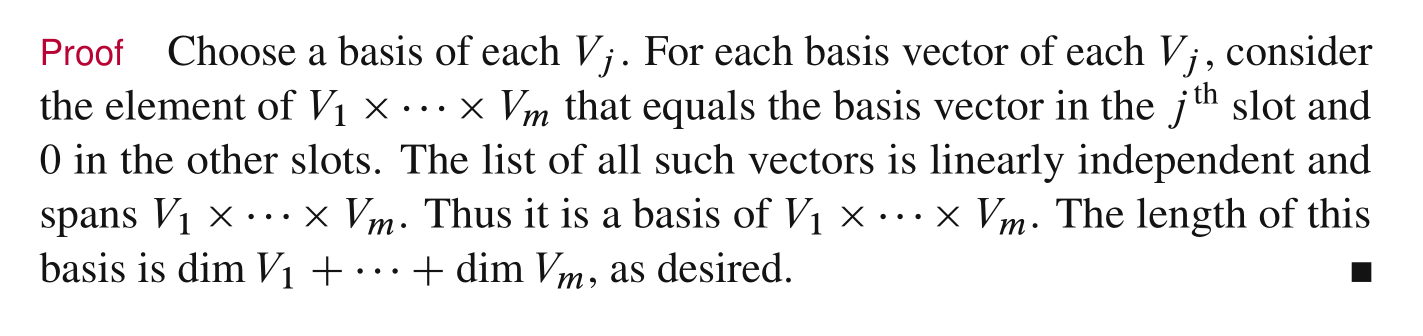 Proof Choose a basis of each V_j. For each basis vector of each V_j, consider
the element of V_1 × ⋯ × V_m that equals the basis vector in the j^th slot and
0 in the other slots. The list of all such vectors is linearly independent and
spans V_1 × ⋯ × V_m. Thus it is a basis of V_1 × ⋯ × V_m. The length of this
basis is dim V_1 + ⋯ + dim V_m, as desired. ■